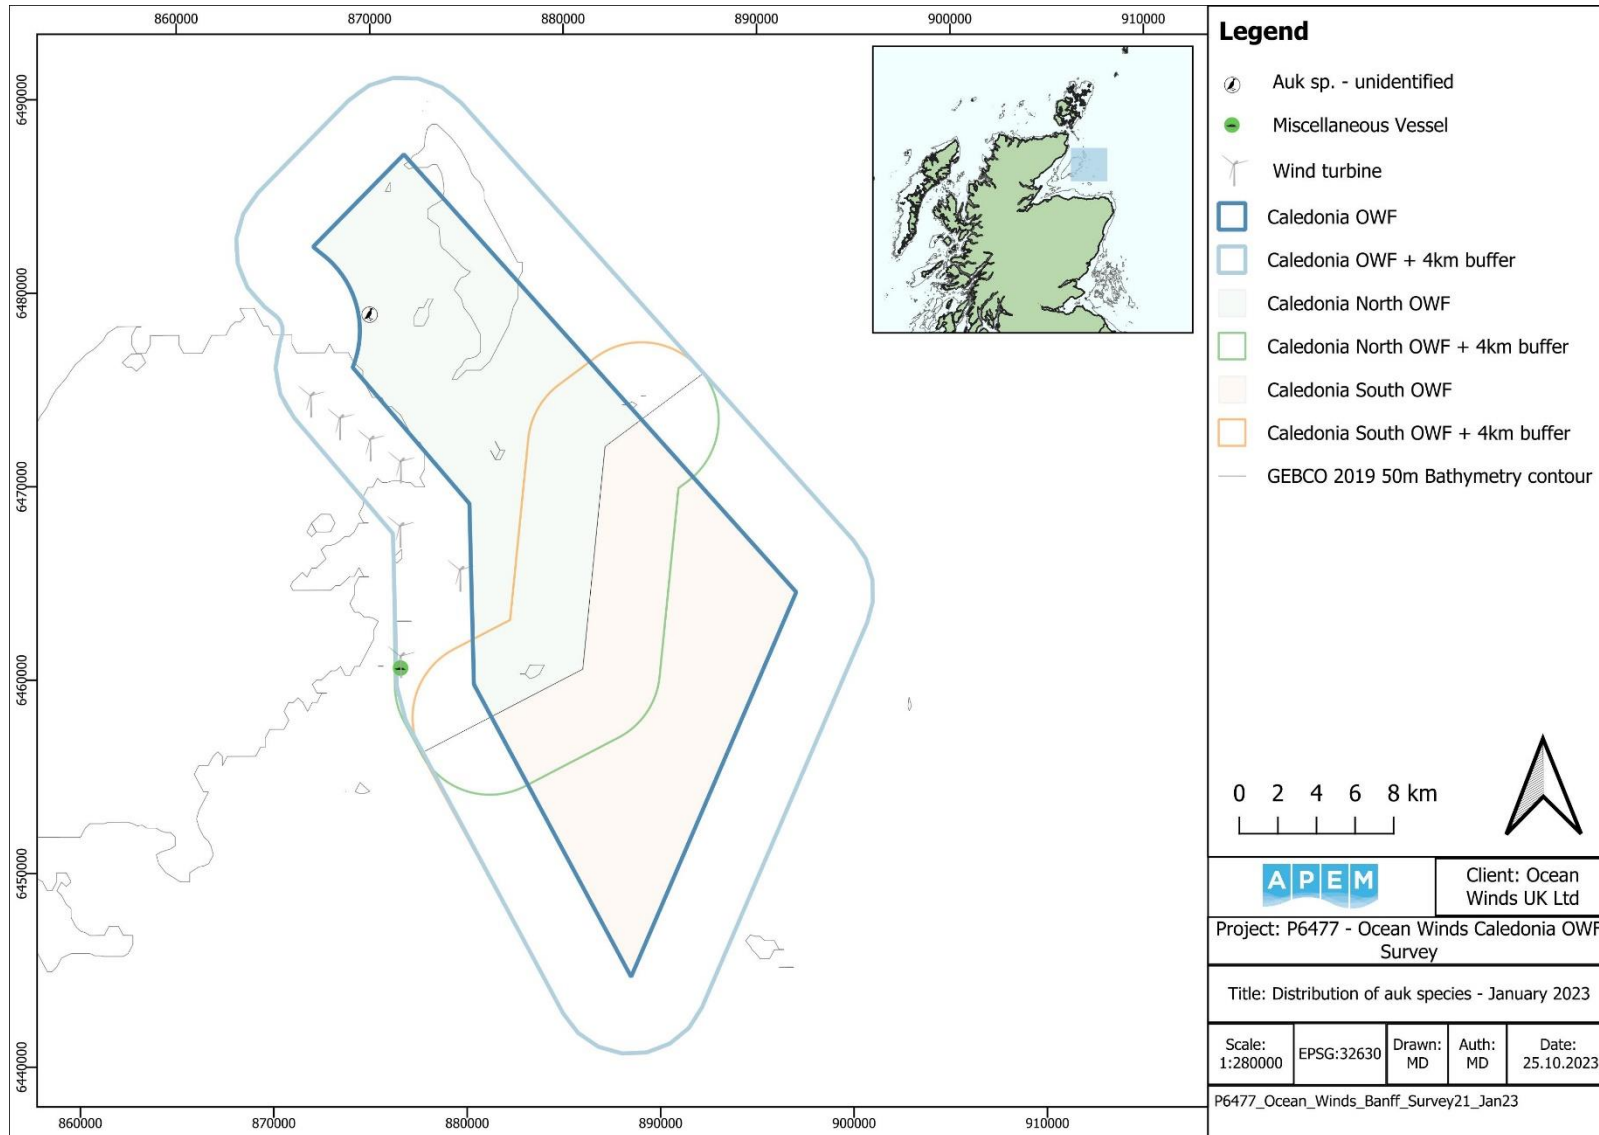 860000 870000 880000 890000 900000 910000
6490000
6480000
6470000
6460000
6450000
6440000
860000 870000 880000 890000 900000 910000
Legend
Auk sp. - unidentified
Miscellaneous Vessel
Wind turbine
Caledonia OWF
Caledonia OWF + 4km buffer
Caledonia North OWF
Caledonia North OWF + 4km buffer
Caledonia South OWF
Caledonia South OWF + 4km buffer
GEBCO 2019 50m Bathymetry contour
0 2 4 6 8 km
APEM
Client: Ocean
Winds UK Ltd
Project: P6477 - Ocean Winds Caledonia OWF
Survey
Title: Distribution of auk species - January 2023
Scale:
1:280000
EPSG:32630
Drawn:
MD
Auth:
MD
Date:
25.10.2023
P6477_Ocean_Winds_Banff_Survey21_Jan23